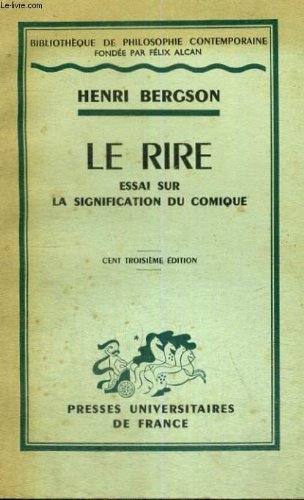 Le-livre.com
BIBLIOTHÈQUE DE PHILOSOPHIE CONTEMPORAINE
FONDÉE PAR FÉLIX ALCAN
HENRI BERGSON
LE RIRE
ESSAI SUR
LA SIGNIFICATION DU COMIQUE
CENT TROISIÈME ÉDITION
PRESSES UNIVERSITAIRES
DE FRANCE